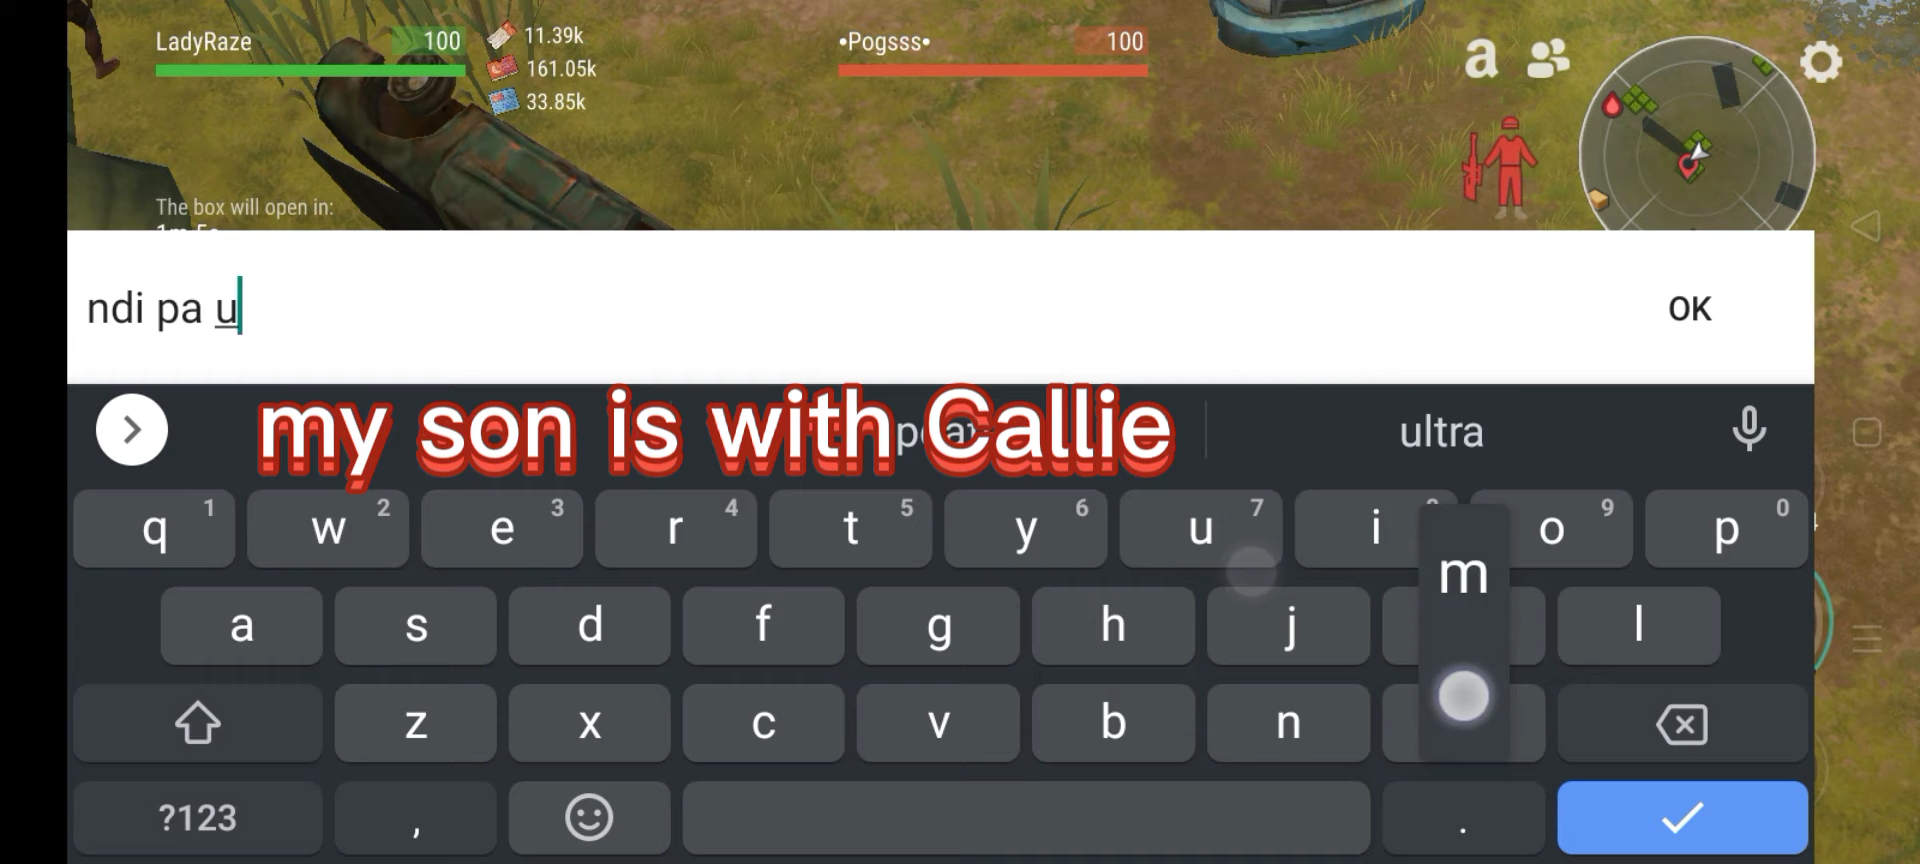 LadyRaze 100 11.39k
161.05k
33.85k
•Pogsss• 100
a
The box will open in:
ndi pa u
OK
my son is with Callie
ultra
q 1 w 2 e 3 r 4 t 5 y 6 u 7 i o 9 p 0
m
a s d f g h j l
z x c v b n
?123 , .